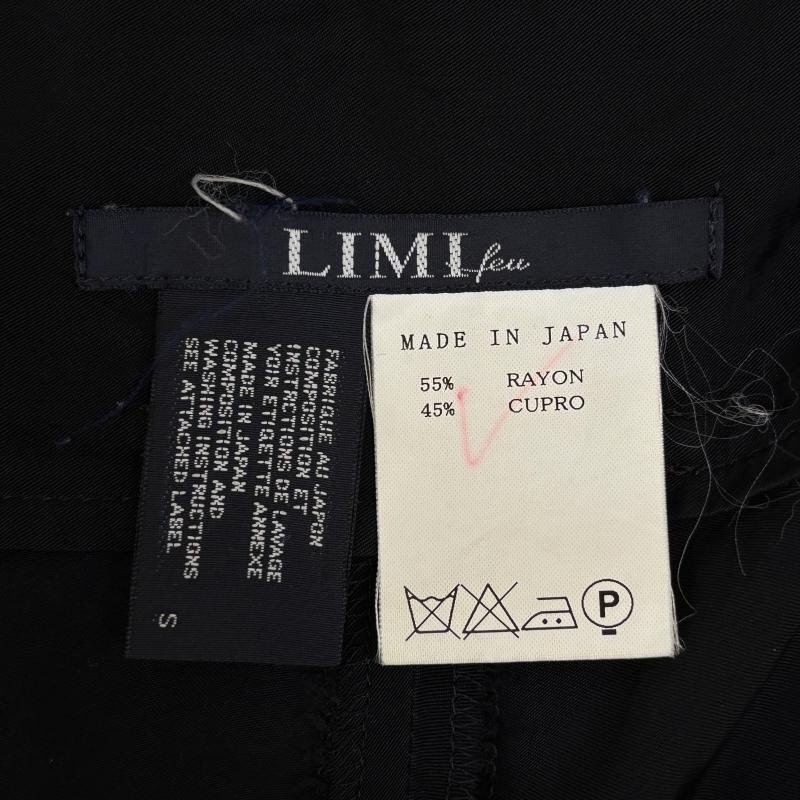 LIMI feu
FABRIQUE AU JAPON
COMPOSITION ET
INSTRCTIONS DE LAVAGE
VOIR ETIQUETTE ANNEXE
MADE IN JAPAN
COMPOSITION AND
WASHING INSTRUCTIONS
SEE ATTACHED LABEL
S
MADE IN JAPAN
55% RAYON
45% CUPRO
P